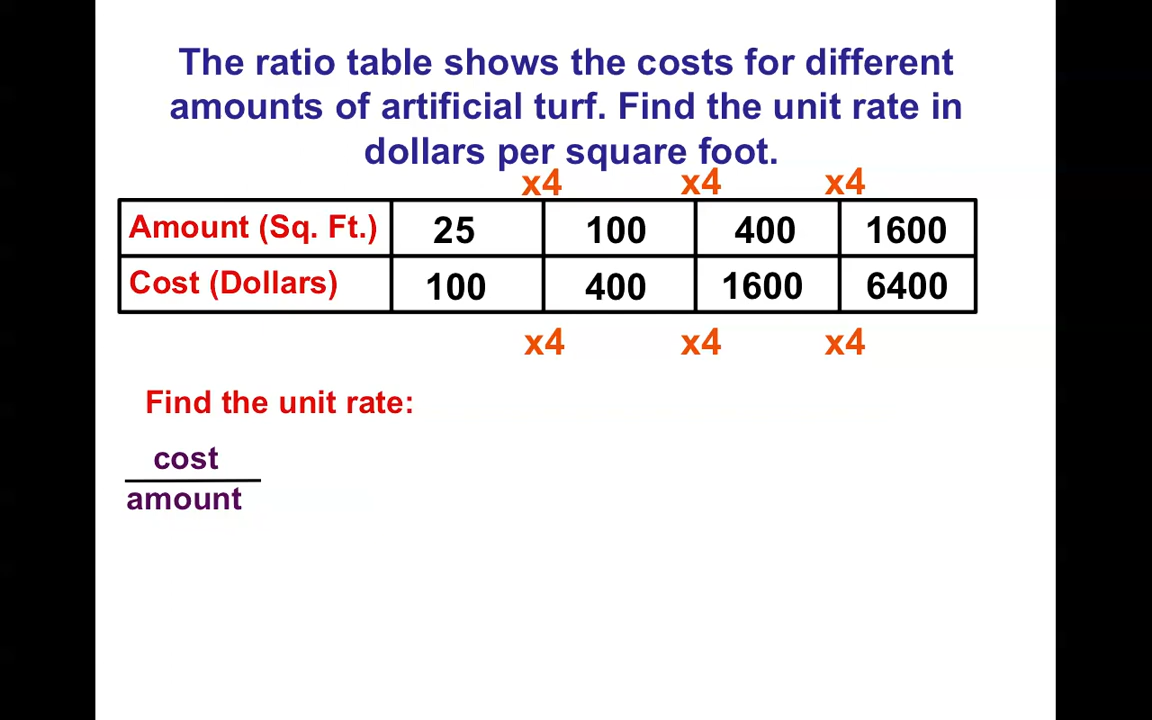 The ratio table shows the costs for different
amounts of artificial turf. Find the unit rate in
dollars per square foot.
x4 x4 x4
Amount (Sq. Ft.) 25 100 400 1600
Cost (Dollars) 100 400 1600 6400
x4 x4 x4
Find the unit rate:
cost
amount